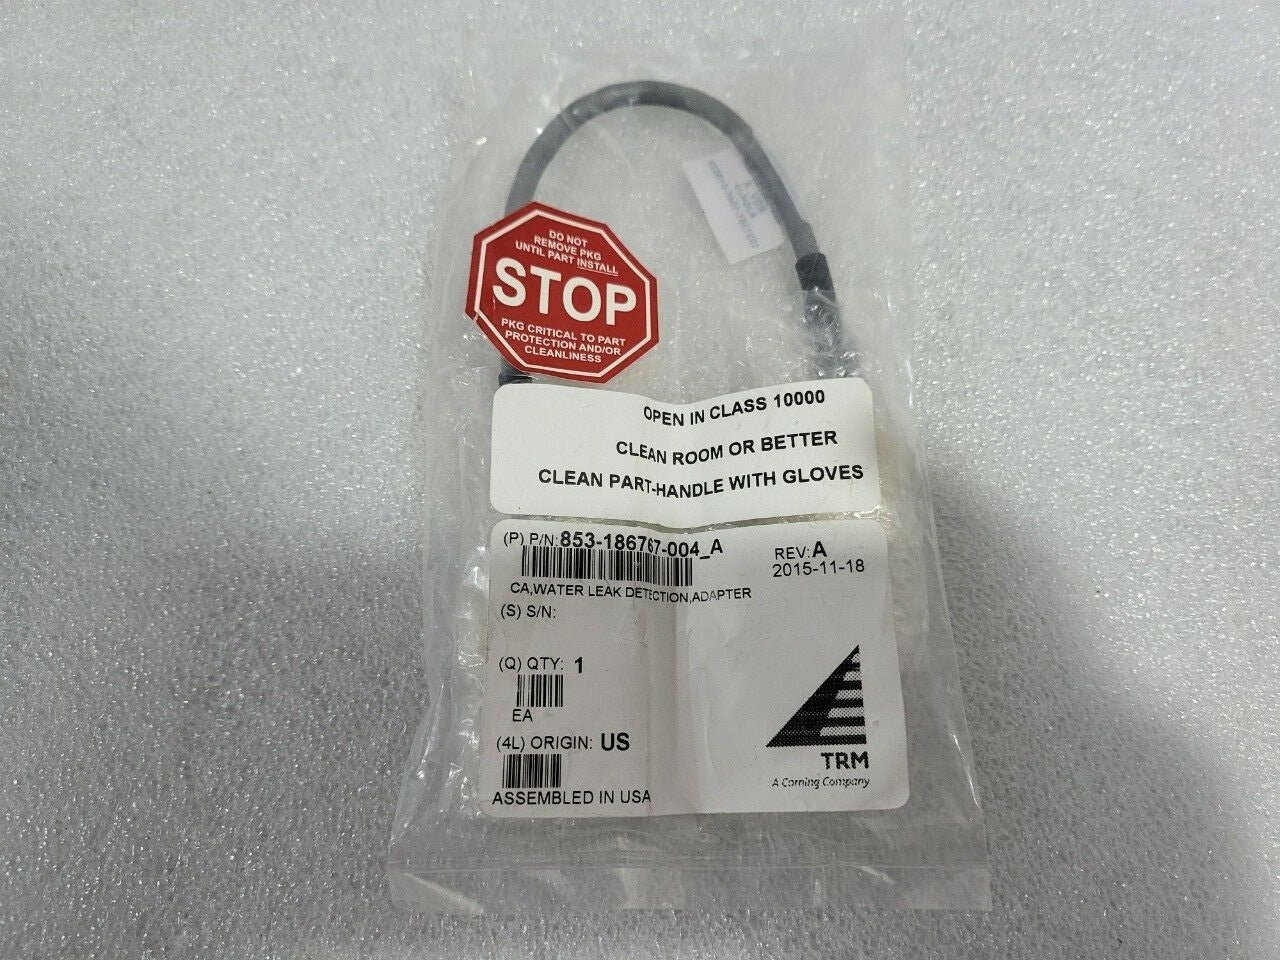 DO NOT
REMOVE PKG
UNTIL PART INSTALL
STOP
PKG CRITICAL TO PART
PROTECTION AND/OR
CLEANLINESS
OPEN IN CLASS 10000
CLEAN ROOM OR BETTER
CLEAN PART-HANDLE WITH GLOVES
(P) P/N: 853-186767-004_A
REV: A
2015-11-18
CA,WATER LEAK DETECTION,ADAPTER
(S) S/N:
(Q) QTY: 1
EA
(4L) ORIGIN: US
ASSEMBLED IN USA
TRM
A Corning Company